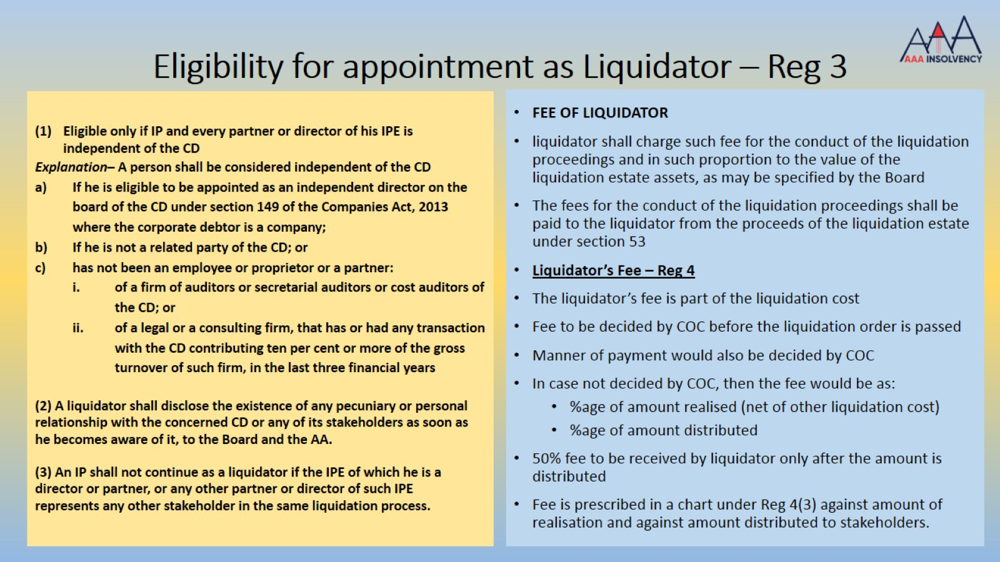 AAA INSOLVENCY
Eligibility for appointment as Liquidator – Reg 3
(1) Eligible only if IP and every partner or director of his IPE is
independent of the CD
Explanation– A person shall be considered independent of the CD
a) If he is eligible to be appointed as an independent director on the
board of the CD under section 149 of the Companies Act, 2013
where the corporate debtor is a company;
b) If he is not a related party of the CD; or
c) has not been an employee or proprietor or a partner:
i. of a firm of auditors or secretarial auditors or cost auditors of
the CD; or
ii. of a legal or a consulting firm, that has or had any transaction
with the CD contributing ten per cent or more of the gross
turnover of such firm, in the last three financial years
(2) A liquidator shall disclose the existence of any pecuniary or personal
relationship with the concerned CD or any of its stakeholders as soon as
he becomes aware of it, to the Board and the AA.
(3) An IP shall not continue as a liquidator if the IPE of which he is a
director or partner, or any other partner or director of such IPE
represents any other stakeholder in the same liquidation process.
• FEE OF LIQUIDATOR
• liquidator shall charge such fee for the conduct of the liquidation
proceedings and in such proportion to the value of the
liquidation estate assets, as may be specified by the Board
• The fees for the conduct of the liquidation proceedings shall be
paid to the liquidator from the proceeds of the liquidation estate
under section 53
• Liquidator's Fee – Reg 4
• The liquidator's fee is part of the liquidation cost
• Fee to be decided by COC before the liquidation order is passed
• Manner of payment would also be decided by COC
• In case not decided by COC, then the fee would be as:
• %age of amount realised (net of other liquidation cost)
• %age of amount distributed
• 50% fee to be received by liquidator only after the amount is
distributed
• Fee is prescribed in a chart under Reg 4(3) against amount of
realisation and against amount distributed to stakeholders.